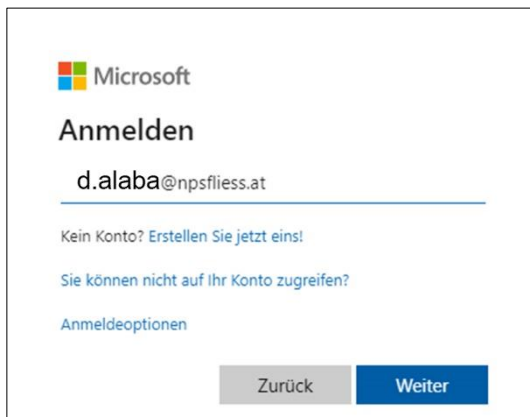 Microsoft
Anmelden
d.alaba@npsfliess.at
Kein Konto? Erstellen Sie jetzt eins!
Sie können nicht auf Ihr Konto zugreifen?
Anmeldeoptionen
Zurück Weiter